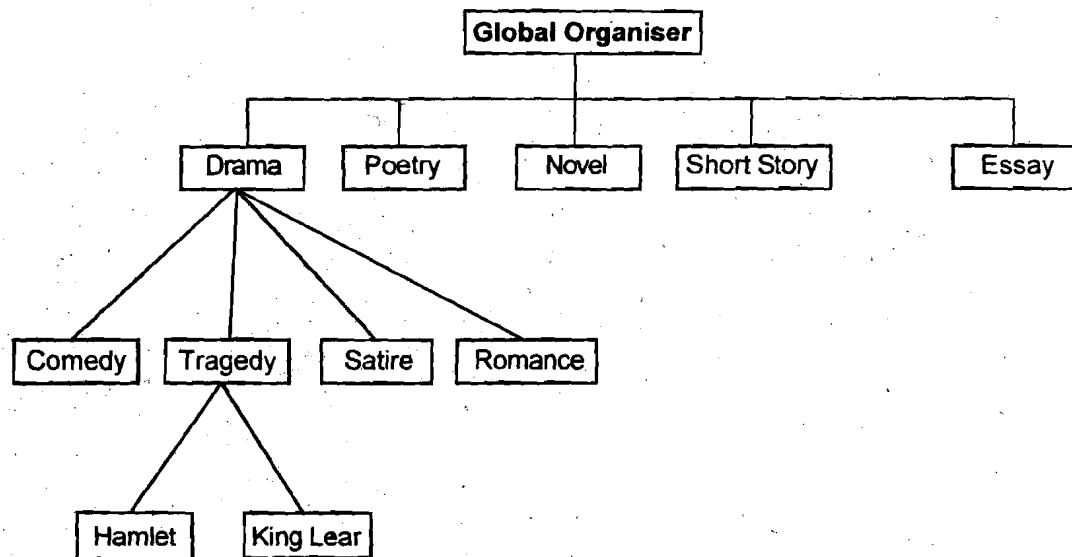 Global Organiser
Drama Poetry Novel Short Story Essay
Comedy Tragedy Satire Romance
Hamlet King Lear